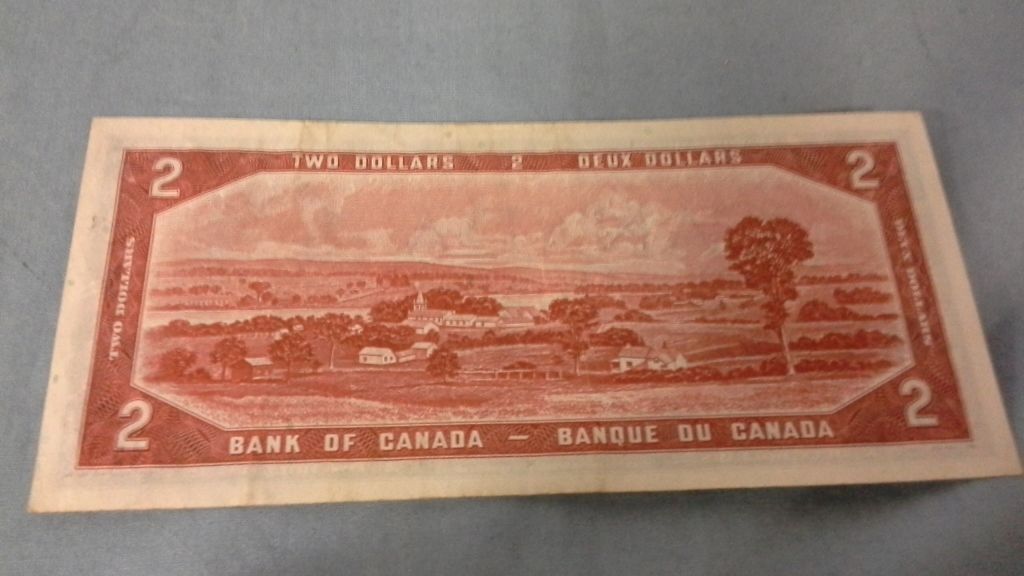 2 TWO DOLLARS 2 DEUX DOLLARS 2
TWO DOLLARS
DEUX DOLLARS
2 BANK OF CANADA — BANQUE DU CANADA 2